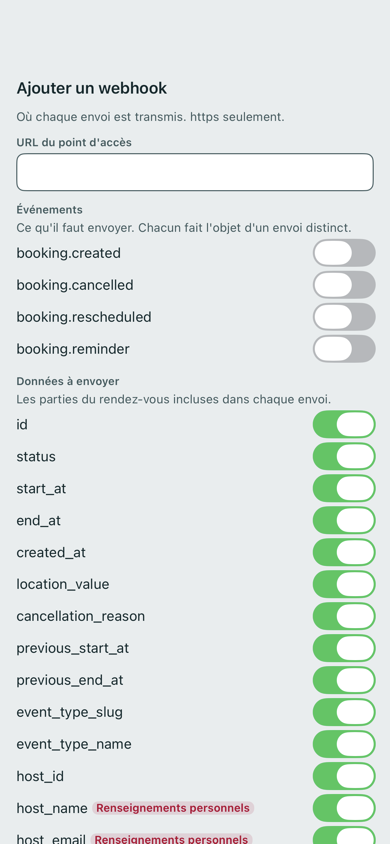 Ajouter un webhook
Où chaque envoi est transmis. https seulement.
URL du point d'accès
Événements
Ce qu'il faut envoyer. Chacun fait l'objet d'un envoi distinct.
booking.created
booking.cancelled
booking.rescheduled
booking.reminder
Données à envoyer
Les parties du rendez-vous incluses dans chaque envoi.
id
status
start_at
end_at
created_at
location_value
cancellation_reason
previous_start_at
previous_end_at
event_type_slug
event_type_name
host_id
host_name Renseignements personnels
host_email Renseignements personnels